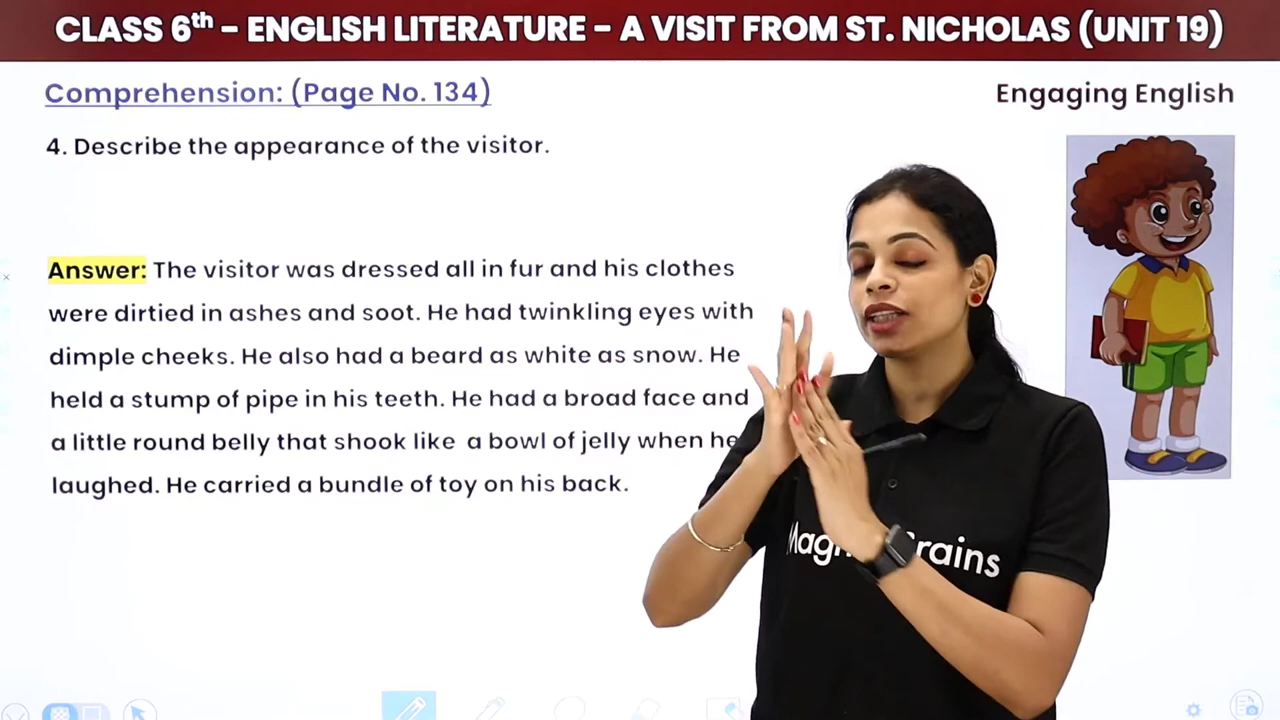 CLASS 6th – ENGLISH LITERATURE – A VISIT FROM ST. NICHOLAS (UNIT 19)
Comprehension: (Page No. 134)
Engaging English
4. Describe the appearance of the visitor.
Answer: The visitor was dressed all in fur and his clothes
were dirtied in ashes and soot. He had twinkling eyes with
dimple cheeks. He also had a beard as white as snow. He
held a stump of pipe in his teeth. He had a broad face and
a little round belly that shook like a bowl of jelly when he
laughed. He carried a bundle of toy on his back.